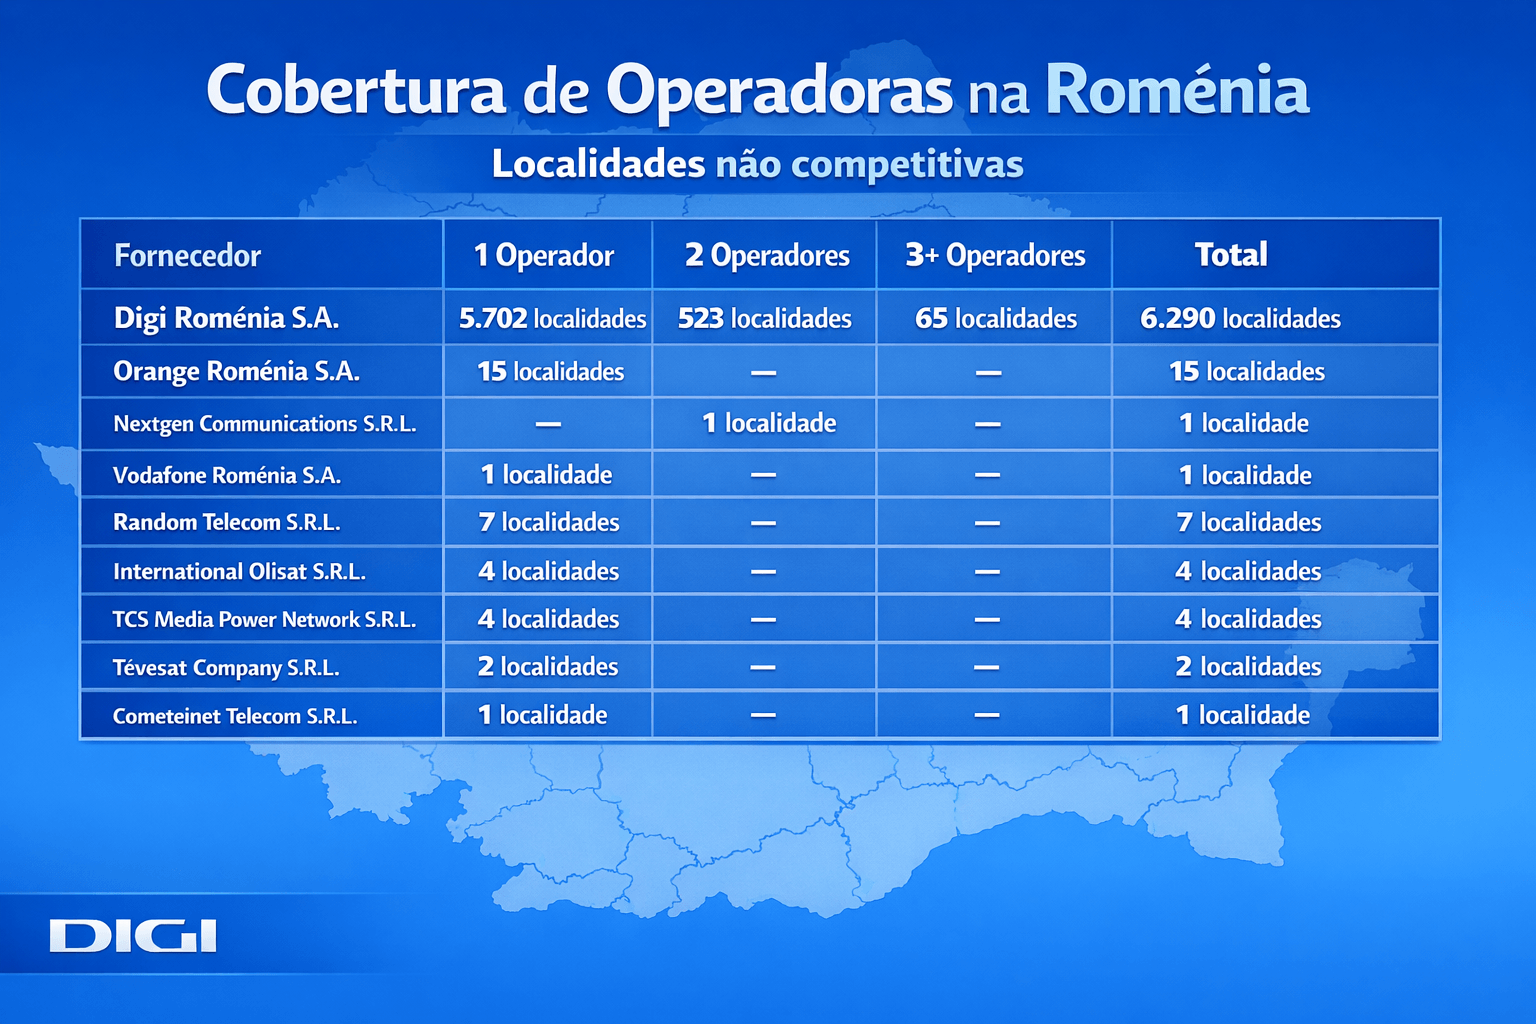 Cobertura de Operadoras na Roménia
Localidades não competitivas
Fornecedor 1 Operador 2 Operadores 3+ Operadores Total
Digi Roménia S.A. 5.702 localidades 523 localidades 65 localidades 6.290 localidades
Orange Roménia S.A. 15 localidades — — 15 localidades
Nextgen Communications S.R.L. — 1 localidade — 1 localidade
Vodafone Roménia S.A. 1 localidade — — 1 localidade
Random Telecom S.R.L. 7 localidades — — 7 localidades
International Olisat S.R.L. 4 localidades — — 4 localidades
TCS Media Power Network S.R.L. 4 localidades — — 4 localidades
Tévesat Company S.R.L. 2 localidades — — 2 localidades
Cometeinet Telecom S.R.L. 1 localidade — — 1 localidade
DIGI